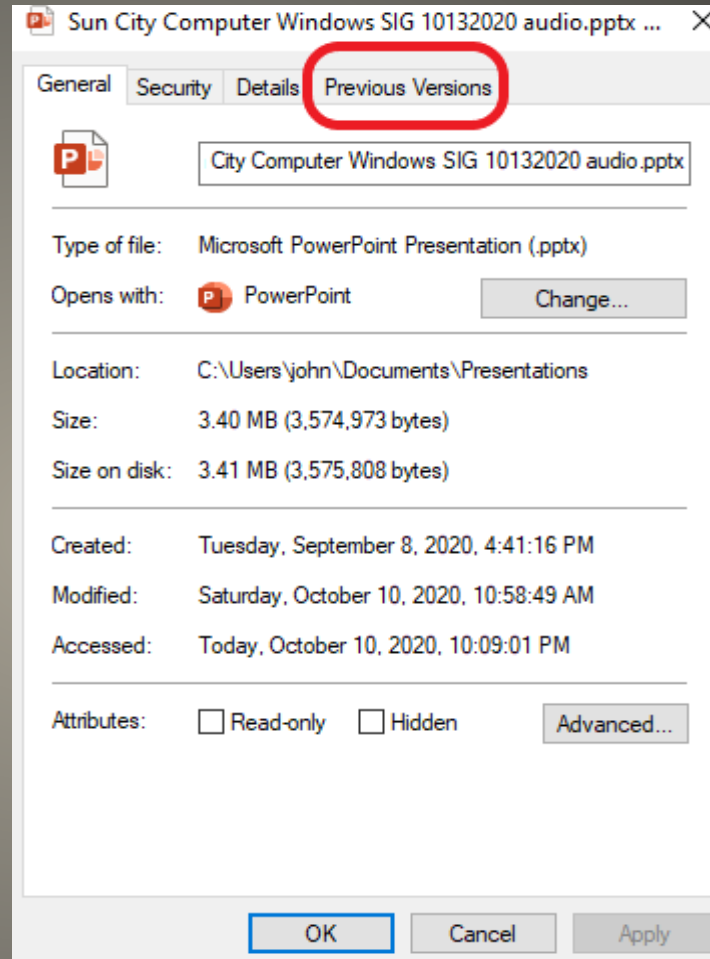 Sun City Computer Windows SIG 10132020 audio.pptx ...
General Security Details Previous Versions
City Computer Windows SIG 10132020 audio.pptx
Type of file: Microsoft PowerPoint Presentation (.pptx)
Opens with: PowerPoint Change...
Location: C:\Users\john\Documents\Presentations
Size: 3.40 MB (3,574,973 bytes)
Size on disk: 3.41 MB (3,575,808 bytes)
Created: Tuesday, September 8, 2020, 4:41:16 PM
Modified: Saturday, October 10, 2020, 10:58:49 AM
Accessed: Today, October 10, 2020, 10:09:01 PM
Attributes: Read-only Hidden Advanced...
OK Cancel Apply